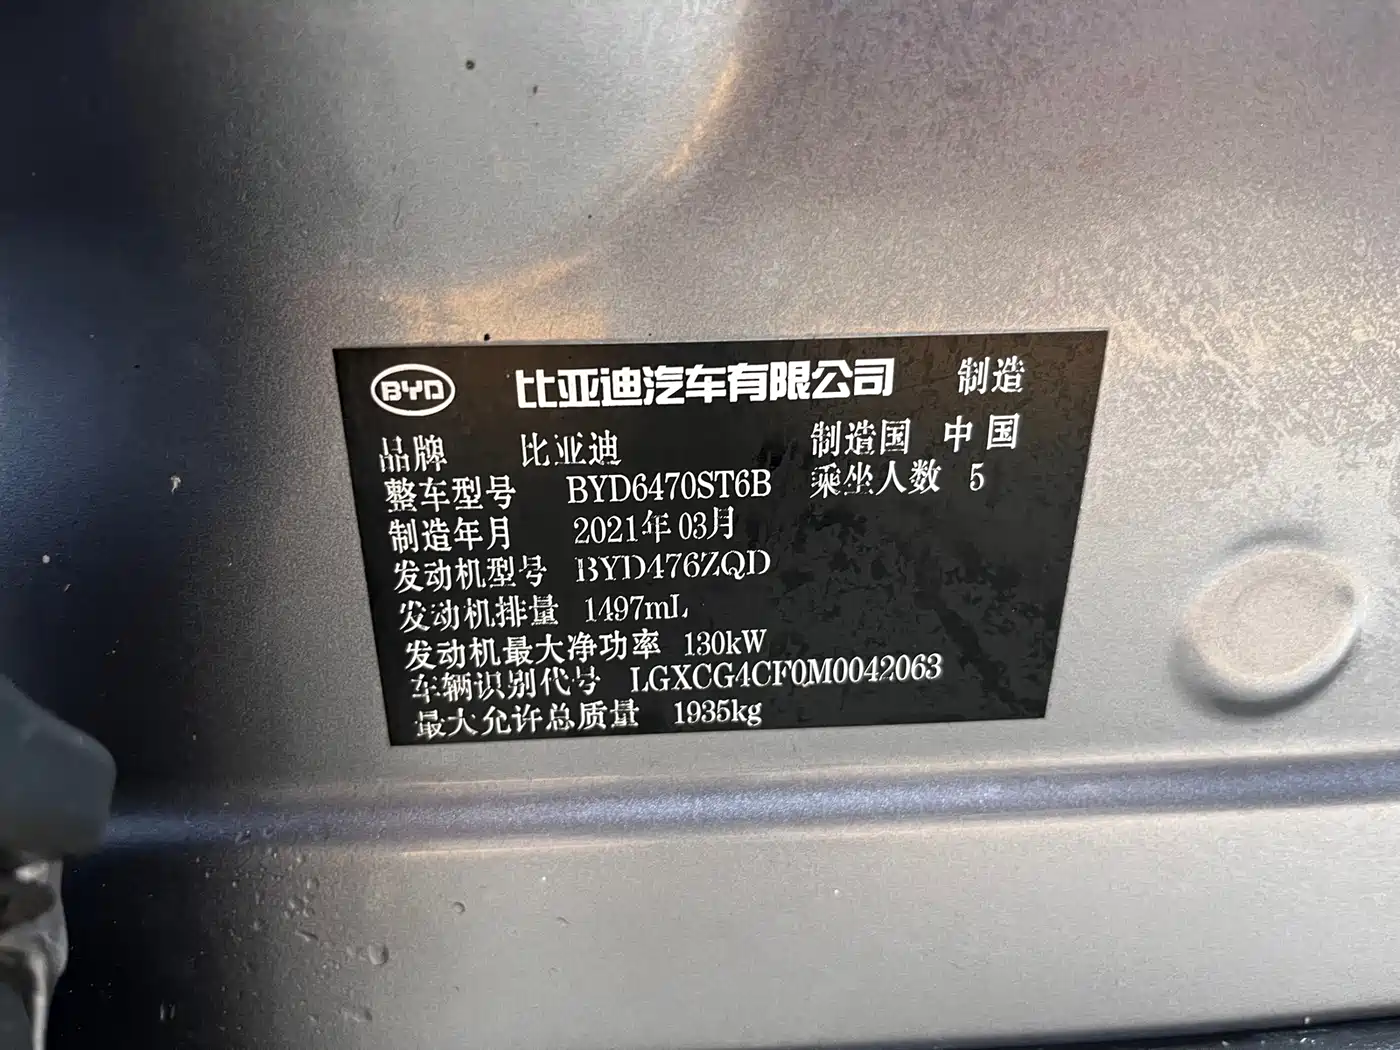 BYD 比亚迪汽车有限公司 制造
品牌 比亚迪 制造国 中国
整车型号 BYD6470ST6B 乘坐人数 5
制造年月 2021年03月
发动机型号 BYD476ZQD
发动机排量 1497mL
发动机最大净功率 130kW
车辆识别代号 LGXCG4CF0M0042063
最大允许总质量 1935kg